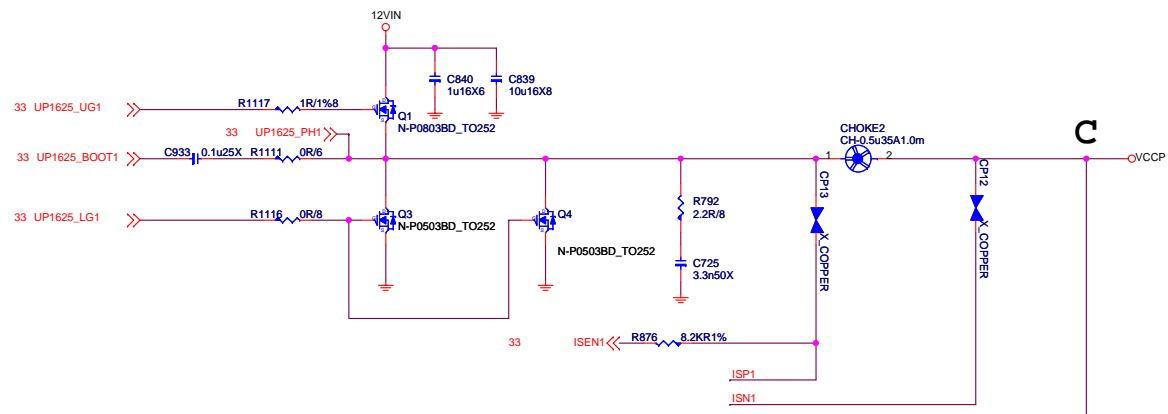 12VIN
C840
1u16X6
C839
10u16X8
33 UP1625_UG1
R1117
1R/1%8
Q1
N-P0803BD_TO252
33 UP1625_PH1
33 UP1625_BOOT1
C933
0.1u25X
R1111
0R/6
CHOKE2
CH-0.5u35A1.0m
1
2
C
VCCP
33 UP1625_LG1
R1116
0R/8
Q3
N-P0503BD_TO252
Q4
N-P0503BD_TO252
R792
2.2R/8
C725
3.3n50X
CP13
X_COPPER
CP12
X_COPPER
33
ISEN1
R876
8.2KR1%
ISP1
ISN1